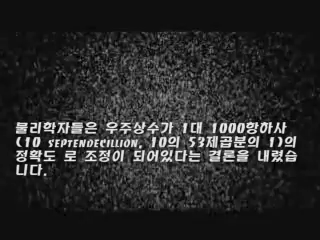 물리학자들은 우주상수가 1대 1000항하사
(10 SEPTENDECILLION, 10의 53제곱분의 1)의
정확도 로 조정이 되어있다는 결론을 내렸습
니다.